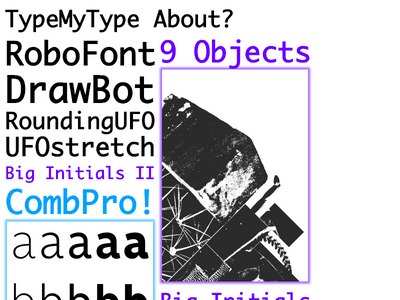 TypeMyType About?
RoboFont
DrawBot
RoundingUFO
UFOstretch
Big Initials II
CombPro!
aaaaa
bbbbb
9 Objects
Big Initials